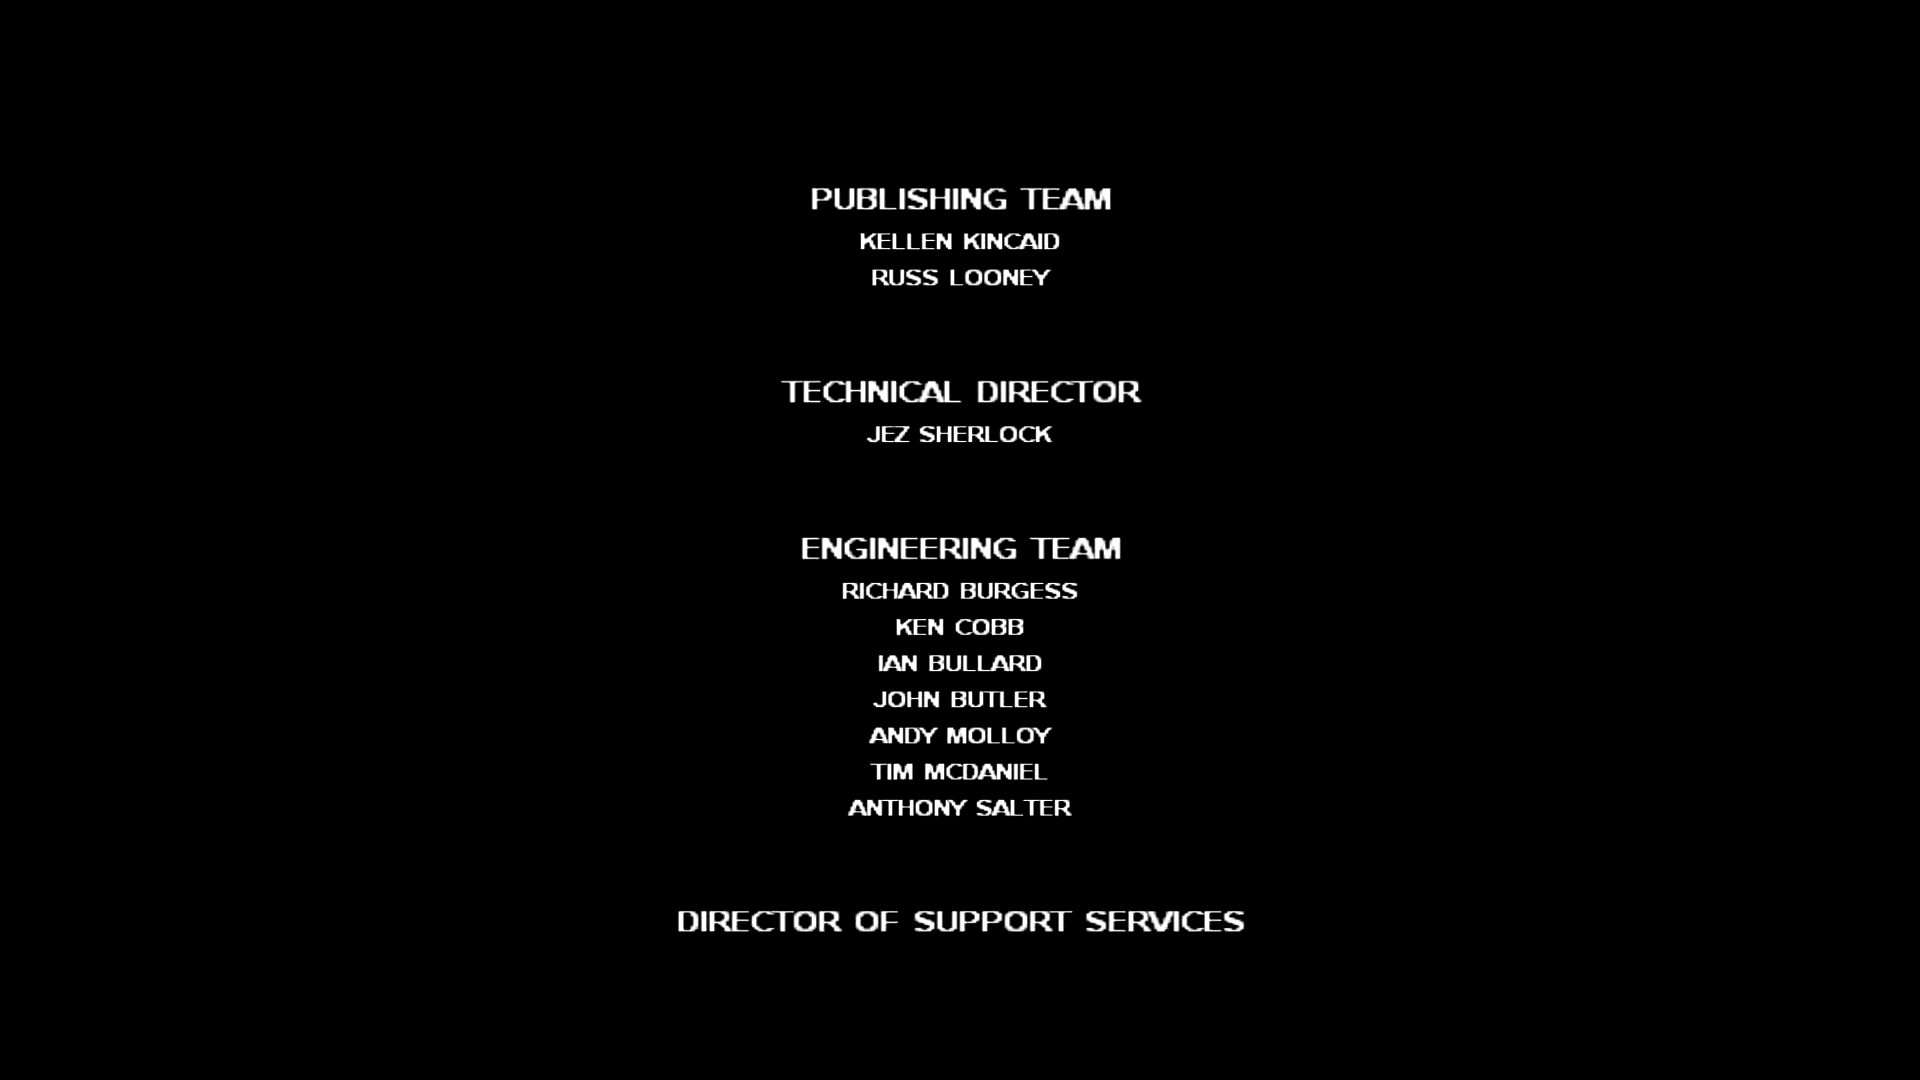 PUBLISHING TEAM
KELLEN KINCAID
RUSS LOONEY
TECHNICAL DIRECTOR
JEZ SHERLOCK
ENGINEERING TEAM
RICHARD BURGESS
KEN COBB
IAN BULLARD
JOHN BUTLER
ANDY MOLLOY
TIM MCDANIEL
ANTHONY SALTER
DIRECTOR OF SUPPORT SERVICES